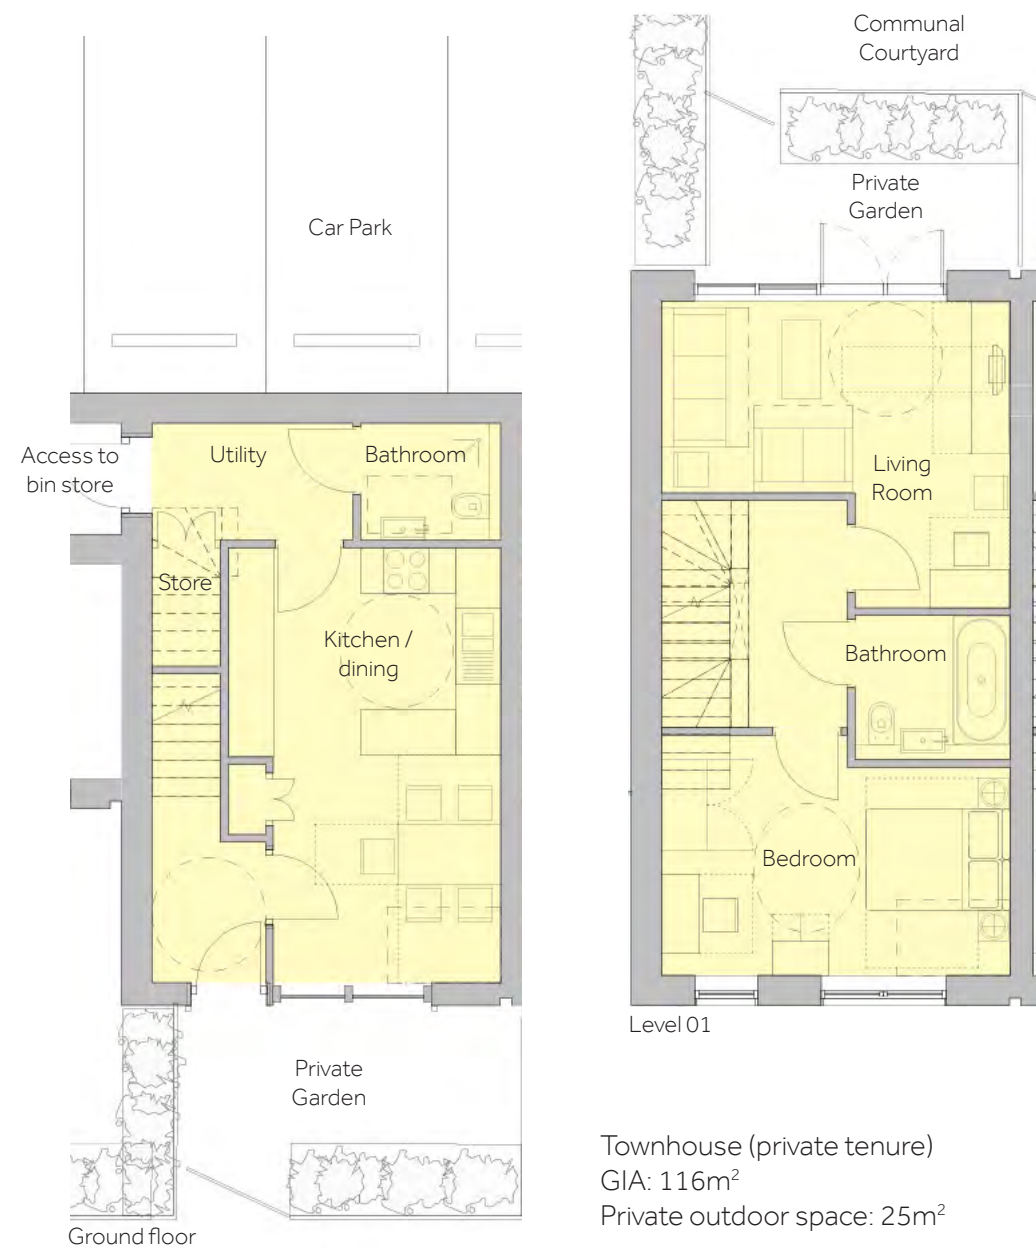 Car Park
Access to
bin store
Utility
Bathroom
Store
Kitchen /
dining
Private
Garden
Ground floor
Communal
Courtyard
Private
Garden
Living
Room
Bathroom
Bedroom
Level 01
Townhouse (private tenure)
GIA: 116m²
Private outdoor space: 25m²